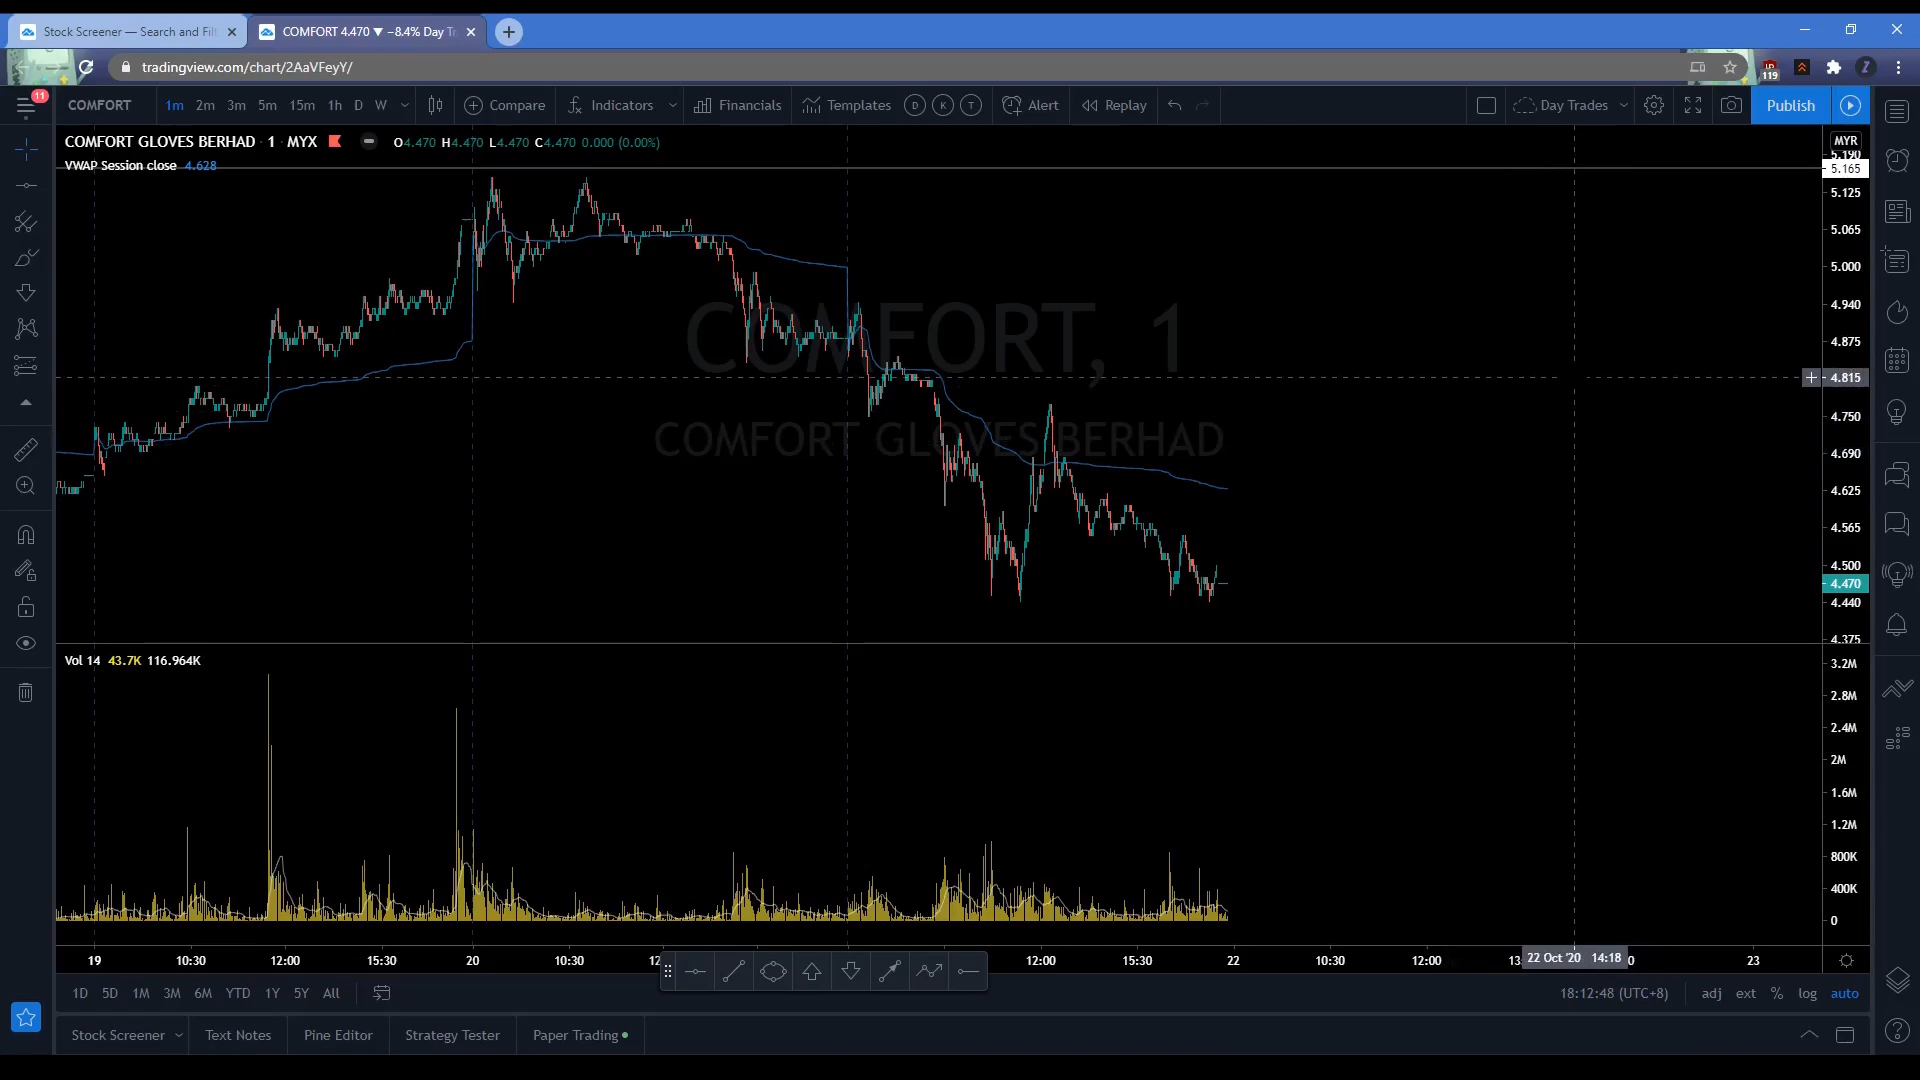 Stock Screener — Search and Filt
COMFORT 4.470 ▼ −8.4% Day Tr
tradingview.com/chart/2AaVFeyY/
119
Z
11
COMFORT
1m 2m 3m 5m 15m 1h D W
Compare
Indicators
Financials
Templates
D K T
Alert
Replay
Day Trades
Publish
COMFORT GLOVES BERHAD · 1 · MYX
O4.470 H4.470 L4.470 C4.470 0.000 (0.00%)
VWAP Session close 4.628
MYR
5.190
5.165
5.125
5.065
5.000
4.940
4.875
4.815
4.750
4.690
4.625
4.565
4.500
4.470
4.440
4.375
COMFORT, 1
COMFORT GLOVES BERHAD
Vol 14 43.7K 116.964K
3.2M
2.8M
2.4M
2M
1.6M
1.2M
800K
400K
0
19 10:30 12:00 15:30 20 10:30 12 12:00 15:30 22 10:30 12:00 13: 22 Oct '20 14:18 0 23
1D 5D 1M 3M 6M YTD 1Y 5Y All
18:12:48 (UTC+8)
adj ext % log auto
Stock Screener
Text Notes
Pine Editor
Strategy Tester
Paper Trading